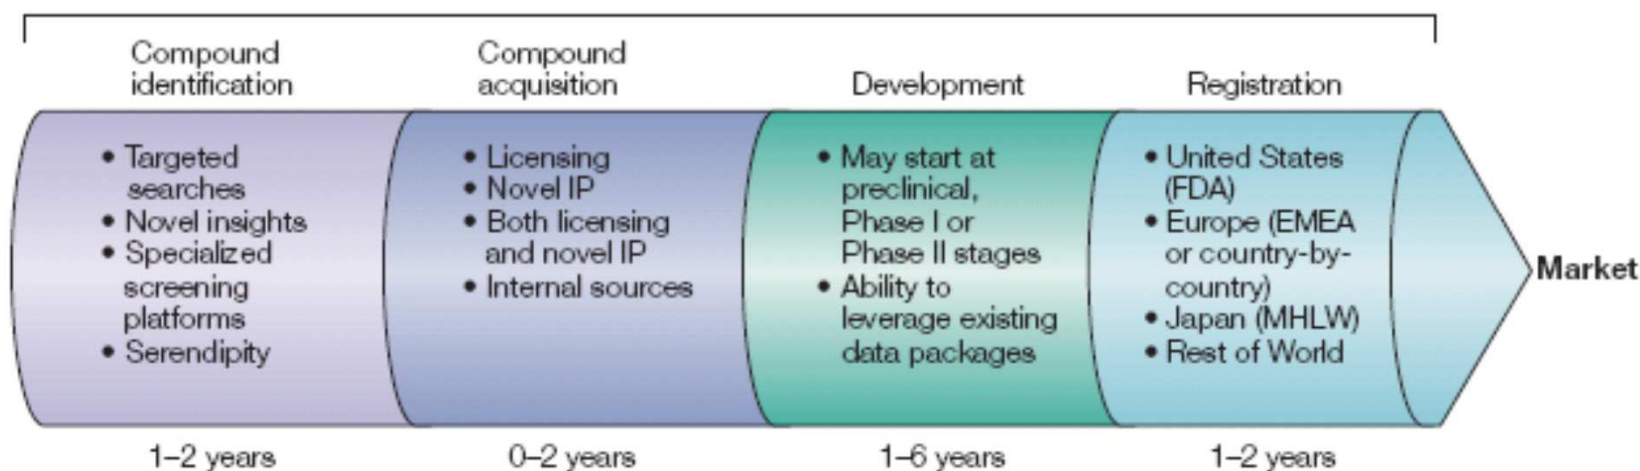 Compound
identification
Compound
acquisition
Development
Registration
• Targeted
searches
• Novel insights
• Specialized
screening
platforms
• Serendipity
• Licensing
• Novel IP
• Both licensing
and novel IP
• Internal sources
• May start at
preclinical,
Phase I or
Phase II stages
• Ability to
leverage existing
data packages
• United States
(FDA)
• Europe (EMEA
or country-by-
country)
• Japan (MHLW)
• Rest of World
Market
1–2 years
0–2 years
1–6 years
1–2 years